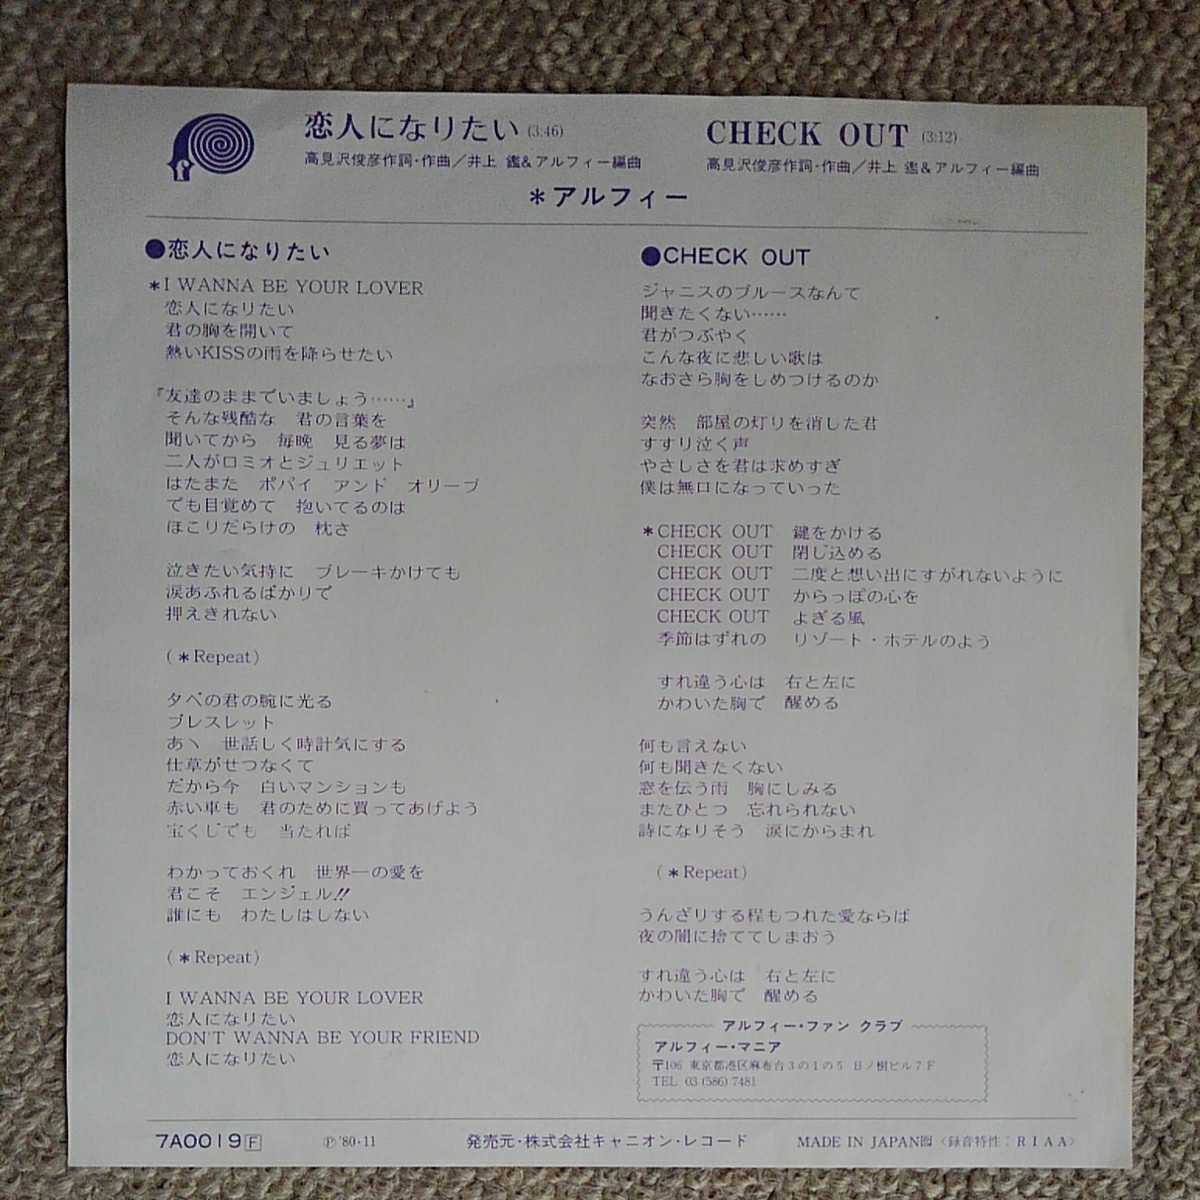 恋人になりたい (3:46)
高見沢俊彦作詞・作曲／井上 鑑＆アルフィー編曲
CHECK OUT (3:12)
高見沢俊彦作詞・作曲／井上 鑑＆アルフィー編曲
＊アルフィー
●恋人になりたい
＊I WANNA BE YOUR LOVER
恋人になりたい
君の胸を開いて
熱いKISSの雨を降らせたい
『友達のままでいましょう……』
そんな残酷な　君の言葉を
聞いてから　毎晩　見る夢は
二人がロミオとジュリエット
はたまた　ポパイ　アンド　オリーブ
でも目覚めて　抱いてるのは
ほこりだらけの　枕さ
泣きたい気持に　ブレーキかけても
涙あふれるばかりで
押えきれない
(＊Repeat)
夕べの君の腕に光る
ブレスレット
あゝ　世話しく時計気にする
仕草がせつなくて
だから今　白いマンションも
赤い車も　君のために買ってあげよう
宝くじでも　当たれば
わかっておくれ　世界一の愛を
君こそ　エンジェル!!
誰にも　わたしはしない
(＊Repeat)
I WANNA BE YOUR LOVER
恋人になりたい
DON'T WANNA BE YOUR FRIEND
恋人になりたい
●CHECK OUT
ジャニスのブルースなんて
聞きたくない……
君がつぶやく
こんな夜に悲しい歌は
なおさら胸をしめつけるのか
突然　部屋の灯りを消した君
すすり泣く声
やさしさを君は求めすぎ
僕は無口になっていった
＊CHECK OUT　鍵をかける
CHECK OUT　閉じ込める
CHECK OUT　二度と想い出にすがれないように
CHECK OUT　からっぽの心を
CHECK OUT　よぎる風
季節はずれの　リゾート・ホテルのよう
すれ違う心は　右と左に
かわいた胸で　醒める
何も言えない
何も聞きたくない
窓を伝う雨　胸にしみる
またひとつ　忘れられない
詩になりそう　涙にからまれ
(＊Repeat)
うんざりする程もつれた愛ならば
夜の闇に捨ててしまおう
すれ違う心は　右と左に
かわいた胸で　醒める
アルフィー・ファン クラブ
アルフィー・マニア
〒106 東京都港区麻布台3の1の5 日ノ樹ビル7F
TEL 03 (586) 7481
7A0019 F
Ⓟ '80・11
発売元・株式会社キャニオン・レコード
MADE IN JAPAN <録音特性：RIAA>